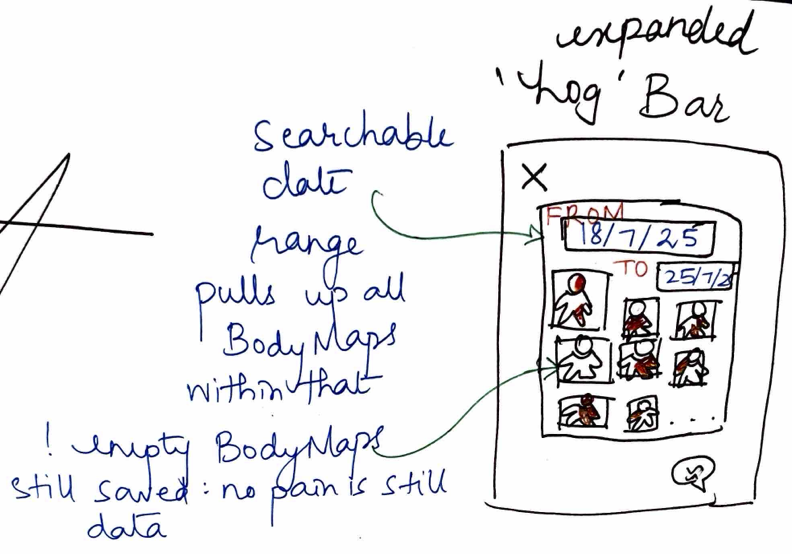 expanded
'Log' Bar
searchable
date
range
pulls up all
BodyMaps
within that
! empty BodyMaps
still saved : no pain is still
data
X
FROM
18/7/25
TO
25/7/2
. . . .